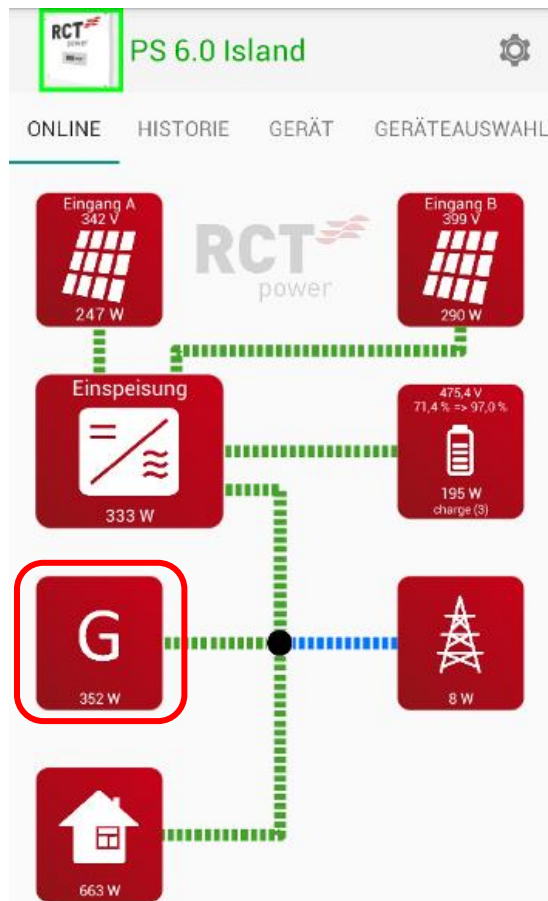 RCT
power
PS 6.0 Island
ONLINE HISTORIE GERÄT GERÄTEAUSWAHL
Eingang A
342 V
247 W
RCT
power
Eingang B
399 V
290 W
Einspeisung
333 W
475,4 V
71,4 % => 97,0 %
195 W
charge (3)
G
352 W
8 W
663 W